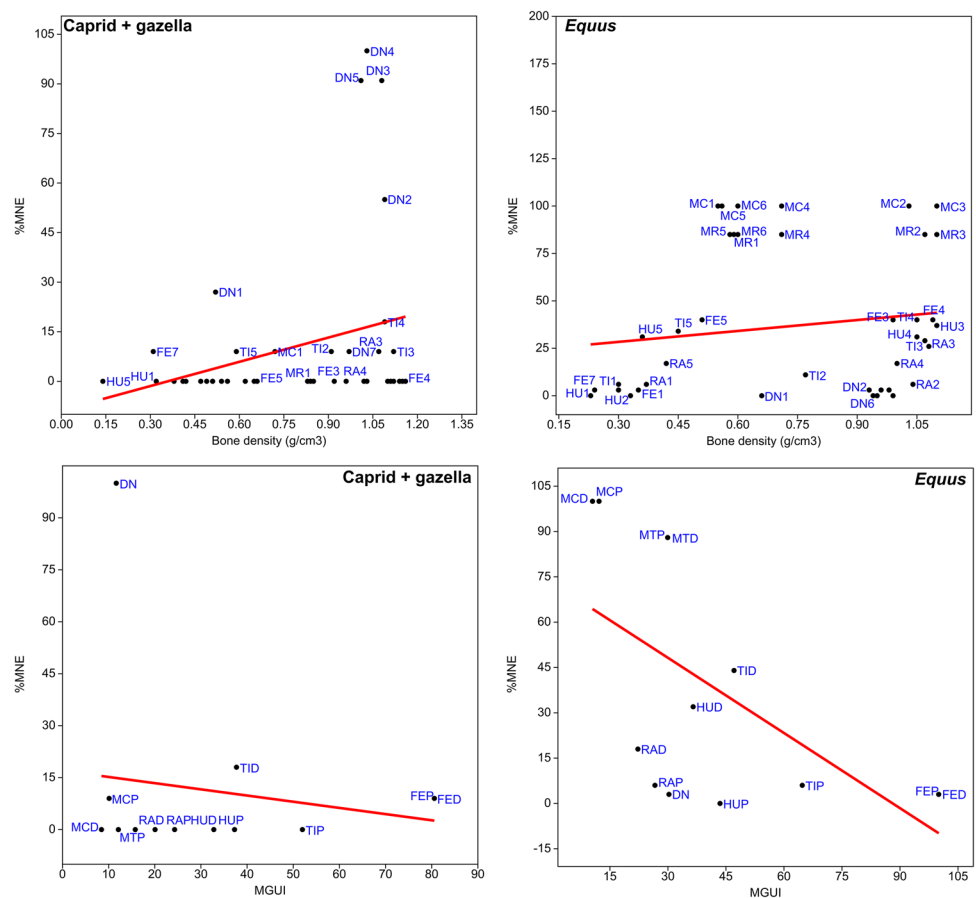 Caprid + gazella
105
90
75
60
45
30
15
0
%MNE
DN4
DN3
DN5
DN2
DN1
TI4
FE7
TI5
MC1
TI2
DN7
RA3
TI3
HU5
HU1
FE5
MR1
FE3
RA4
FE4
0.00 0.15 0.30 0.45 0.60 0.75 0.90 1.05 1.20 1.35
Bone density (g/cm3)
Equus
200
175
150
125
100
75
50
25
0
%MNE
MC1
MC5
MC6
MC4
MC2
MC3
MR5
MR6
MR1
MR4
MR2
MR3
HU5
TI5
FE5
FE3
TI4
FE4
HU3
HU4
TI3
RA3
RA5
RA4
FE7
TI1
RA1
TI2
DN2
RA2
HU1
HU2
FE1
DN1
DN6
0.15 0.30 0.45 0.60 0.75 0.90 1.05
Bone density (g/cm3)
Caprid + gazella
90
75
60
45
30
15
0
%MNE
DN
TID
FEP
FED
MCP
MCD
MTP
RAD
RAP
HUD
HUP
TIP
0 10 20 30 40 50 60 70 80 90
MGUI
Equus
105
90
75
60
45
30
15
0
-15
%MNE
MCD
MCP
MTP
MTD
TID
HUD
RAD
RAP
DN
HUP
TIP
FEP
FED
15 30 45 60 75 90 105
MGUI